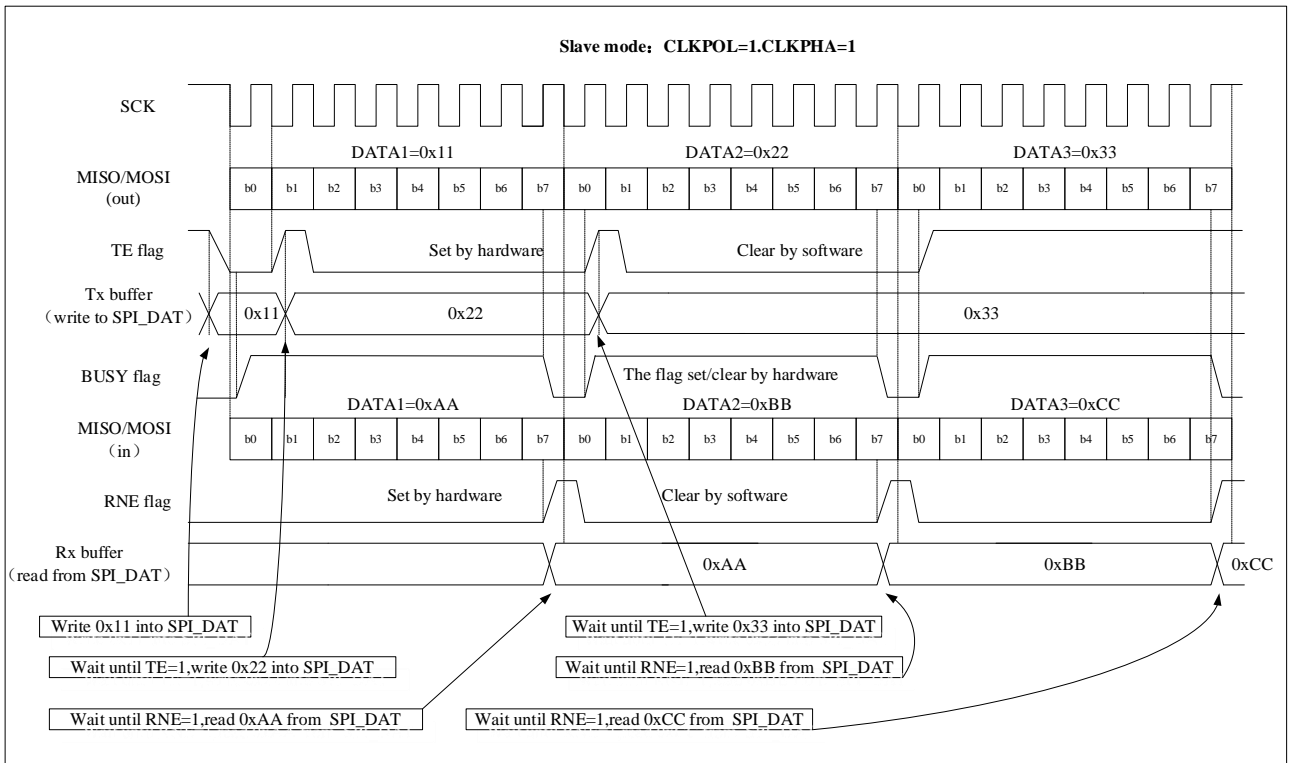 Slave mode：CLKPOL=1.CLKPHA=1
SCK
DATA1=0x11 DATA2=0x22 DATA3=0x33
MISO/MOSI
(out)
b0 b1 b2 b3 b4 b5 b6 b7 b0 b1 b2 b3 b4 b5 b6 b7 b0 b1 b2 b3 b4 b5 b6 b7
TE flag Set by hardware Clear by software
Tx buffer
（write to SPI_DAT）
0x11 0x22 0x33
BUSY flag The flag set/clear by hardware
DATA1=0xAA DATA2=0xBB DATA3=0xCC
MISO/MOSI
（in）
b0 b1 b2 b3 b4 b5 b6 b7 b0 b1 b2 b3 b4 b5 b6 b7 b0 b1 b2 b3 b4 b5 b6 b7
RNE flag Set by hardware Clear by software
Rx buffer
（read from SPI_DAT）
0xAA 0xBB 0xCC
Write 0x11 into SPI_DAT
Wait until TE=1,write 0x33 into SPI_DAT
Wait until TE=1,write 0x22 into SPI_DAT
Wait until RNE=1,read 0xBB from SPI_DAT
Wait until RNE=1,read 0xAA from SPI_DAT
Wait until RNE=1,read 0xCC from SPI_DAT